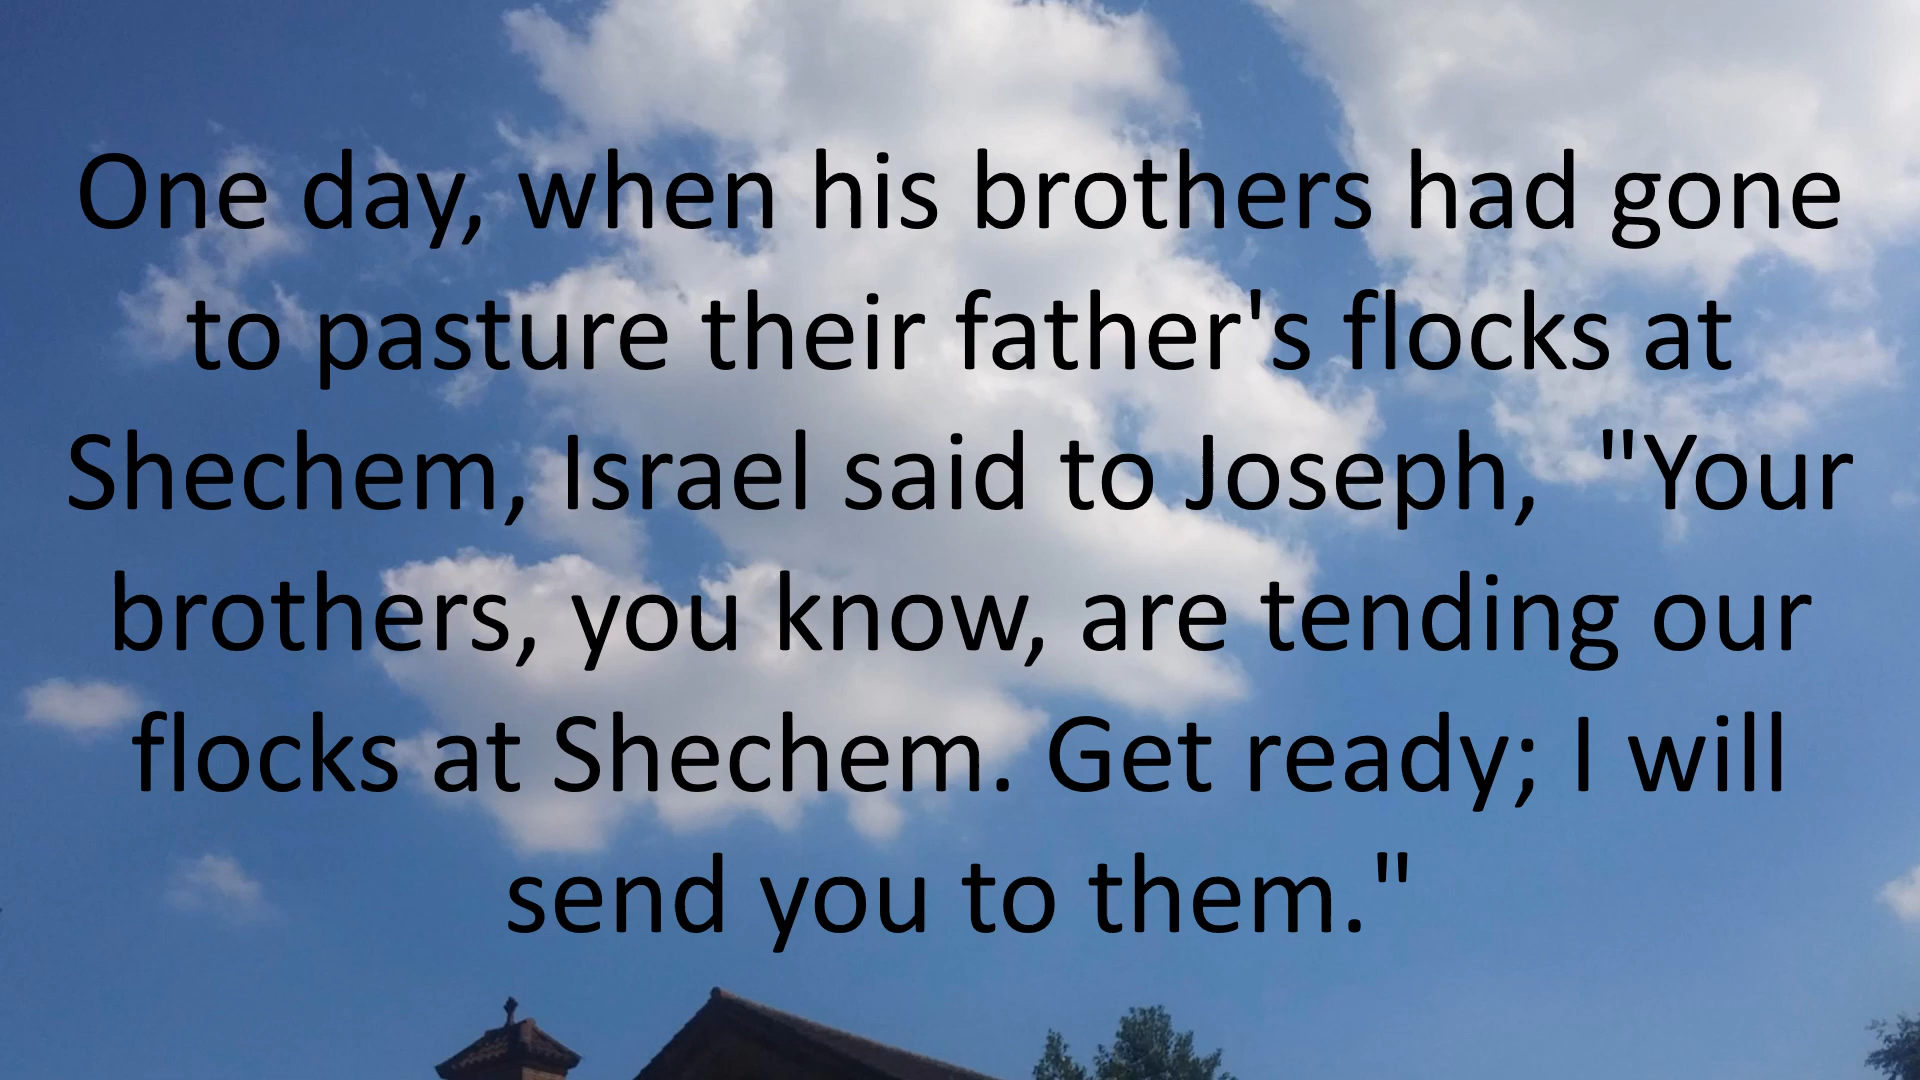 One day, when his brothers had gone
to pasture their father's flocks at
Shechem, Israel said to Joseph,  "Your
brothers, you know, are tending our
flocks at Shechem. Get ready; I will
send you to them."